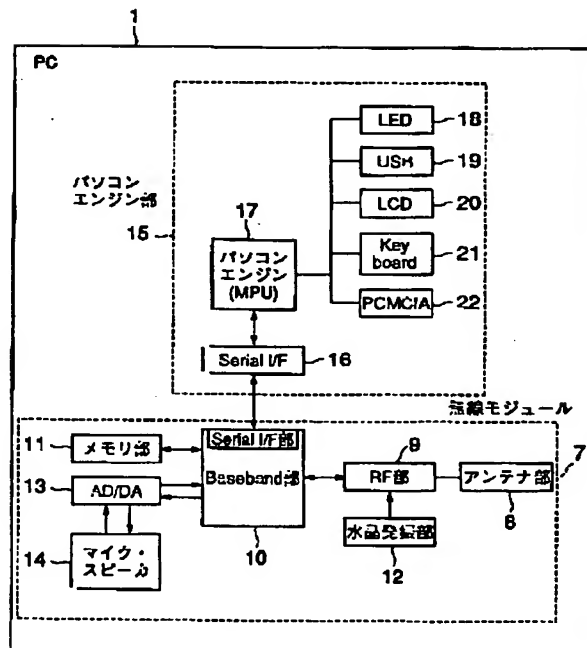 1
PC
LED 18
USB 19
パソコン
エンジン部
LCD 20
15
17
Key
board 21
パソコン
エンジン
(MPU)
PCMCIA 22
Serial I/F 16
無線モジュール
Serial I/F部
11 メモリ部
Baseband部
9
RF部
アンテナ部
7
8
13 AD/DA
10
水晶発振部
12
14 マイク・
スピーカ